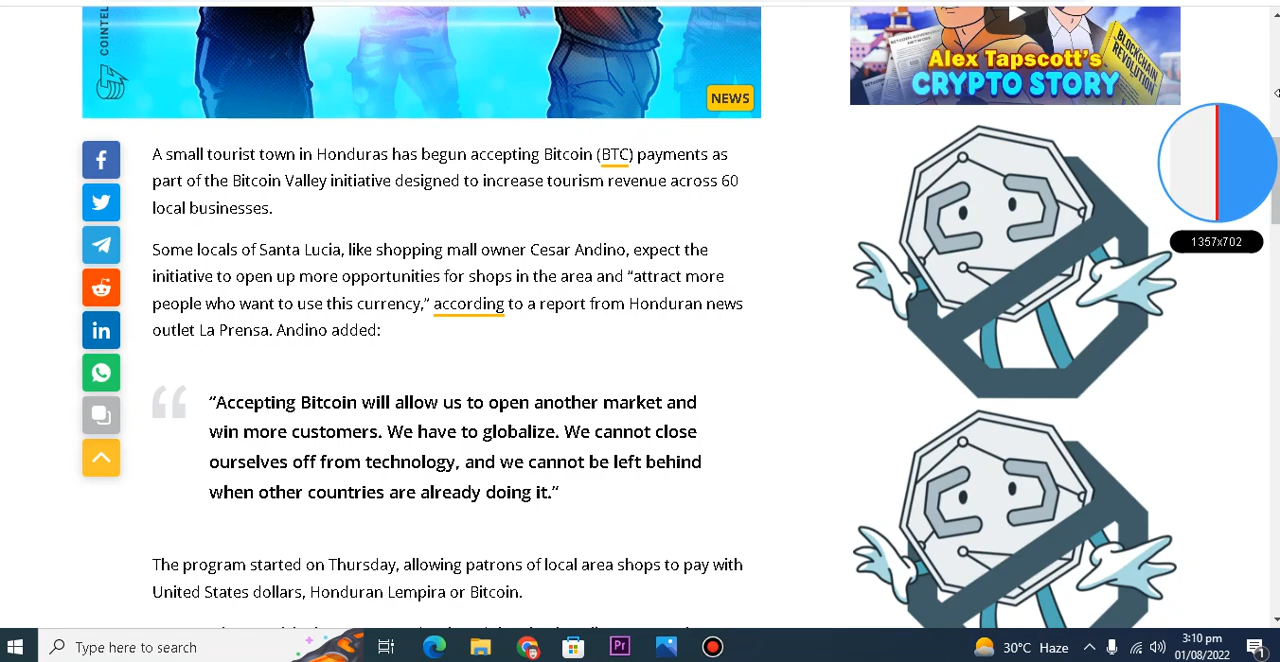 COINTEL
NEWS
Alex Tapscott's
CRYPTO STORY
BLOCKCHAIN
REVOLUTION
A small tourist town in Honduras has begun accepting Bitcoin (BTC) payments as
part of the Bitcoin Valley initiative designed to increase tourism revenue across 60
local businesses.
Some locals of Santa Lucia, like shopping mall owner Cesar Andino, expect the
initiative to open up more opportunities for shops in the area and “attract more
people who want to use this currency,” according to a report from Honduran news
outlet La Prensa. Andino added:
“Accepting Bitcoin will allow us to open another market and
win more customers. We have to globalize. We cannot close
ourselves off from technology, and we cannot be left behind
when other countries are already doing it.”
The program started on Thursday, allowing patrons of local area shops to pay with
United States dollars, Honduran Lempira or Bitcoin.
1357x702
Type here to search
Pr
30°C Haze
3:10 pm
01/08/2022
1